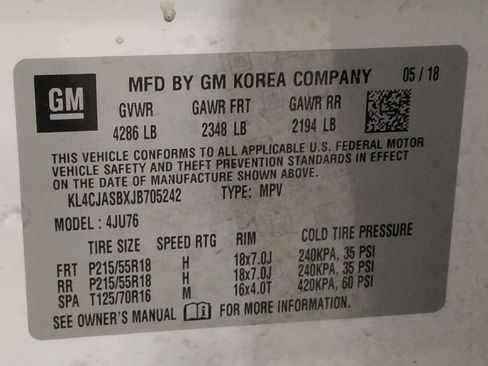 GM
MFD BY GM KOREA COMPANY 05 / 18
GVWR GAWR FRT GAWR RR
4286 LB 2348 LB 2194 LB
THIS VEHICLE CONFORMS TO ALL APPLICABLE U.S. FEDERAL MOTOR
VEHICLE SAFETY AND THEFT PREVENTION STANDARDS IN EFFECT
ON THE DATE OF MANUFACTURE SHOWN ABOVE.
KL4CJASBXJB705242 TYPE: MPV
MODEL : 4JU76
TIRE SIZE SPEED RTG RIM COLD TIRE PRESSURE
FRT P215/55R18 H 18x7.0J 240KPA, 35 PSI
RR P215/55R18 H 18x7.0J 240KPA, 35 PSI
SPA T125/70R16 M 16x4.0T 420KPA, 60 PSI
SEE OWNER'S MANUAL FOR MORE INFORMATION.